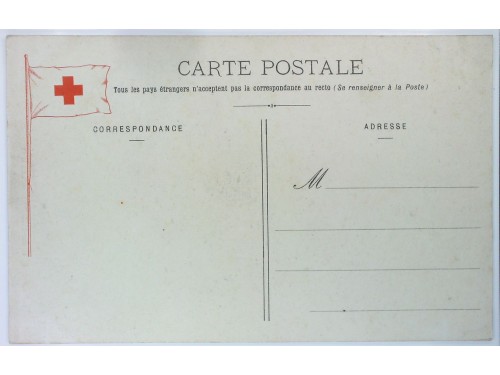 CARTE POSTALE
Tous les pays étrangers n'acceptent pas la correspondance au recto (Se renseigner à la Poste)
CORRESPONDANCE
ADRESSE
M